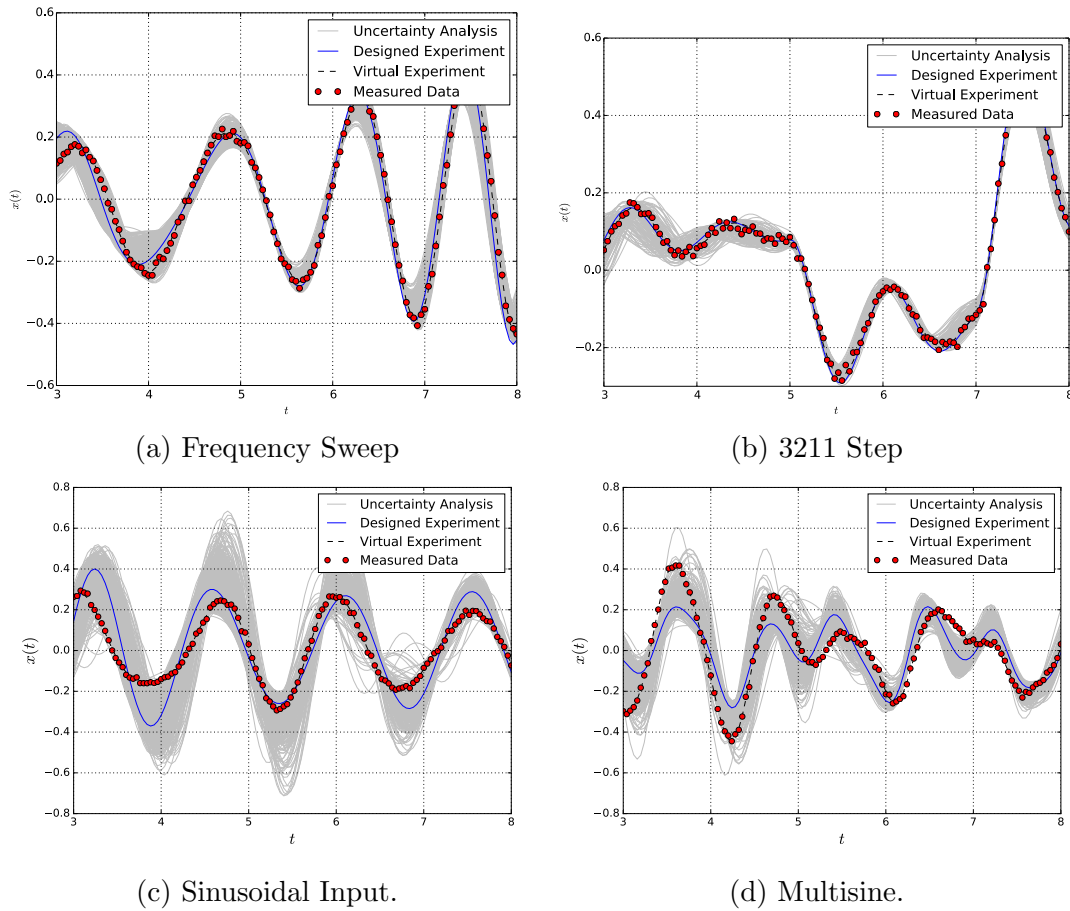 0.6
0.4
0.2
0.0
−0.2
−0.4
−0.6
x(t)
3 4 5 6 7 8
t
Uncertainty Analysis
Designed Experiment
Virtual Experiment
Measured Data
(a) Frequency Sweep
0.6
0.4
0.2
0.0
−0.2
x(t)
3 4 5 6 7 8
t
Uncertainty Analysis
Designed Experiment
Virtual Experiment
Measured Data
(b) 3211 Step
0.8
0.6
0.4
0.2
0.0
−0.2
−0.4
−0.6
−0.8
x(t)
3 4 5 6 7 8
t
Uncertainty Analysis
Designed Experiment
Virtual Experiment
Measured Data
(c) Sinusoidal Input.
0.8
0.6
0.4
0.2
0.0
−0.2
−0.4
−0.6
−0.8
x(t)
3 4 5 6 7 8
t
Uncertainty Analysis
Designed Experiment
Virtual Experiment
Measured Data
(d) Multisine.